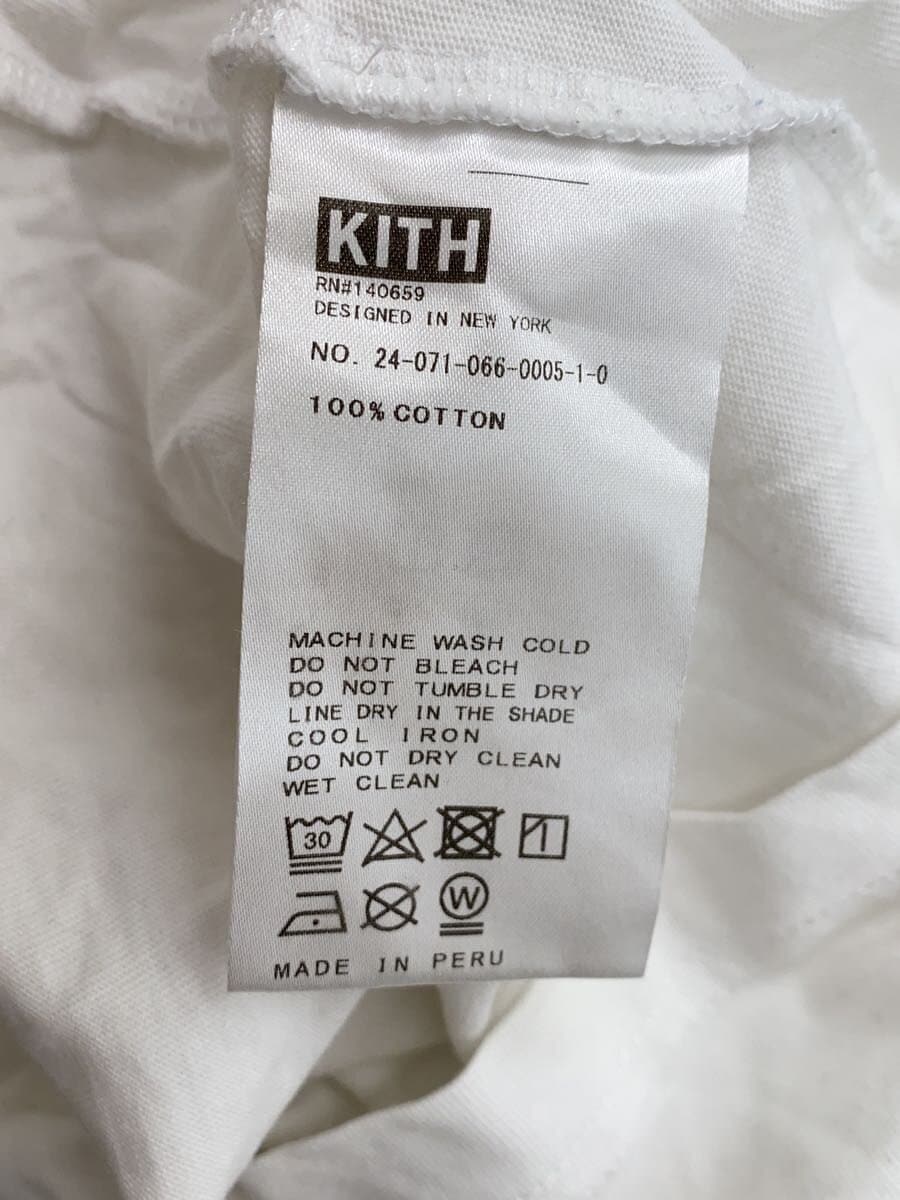 KITH
RN#140659
DESIGNED IN NEW YORK
NO. 24-071-066-0005-1-0
100% COTTON
MACHINE WASH COLD
DO NOT BLEACH
DO NOT TUMBLE DRY
LINE DRY IN THE SHADE
COOL IRON
DO NOT DRY CLEAN
WET CLEAN
30
W
MADE IN PERU